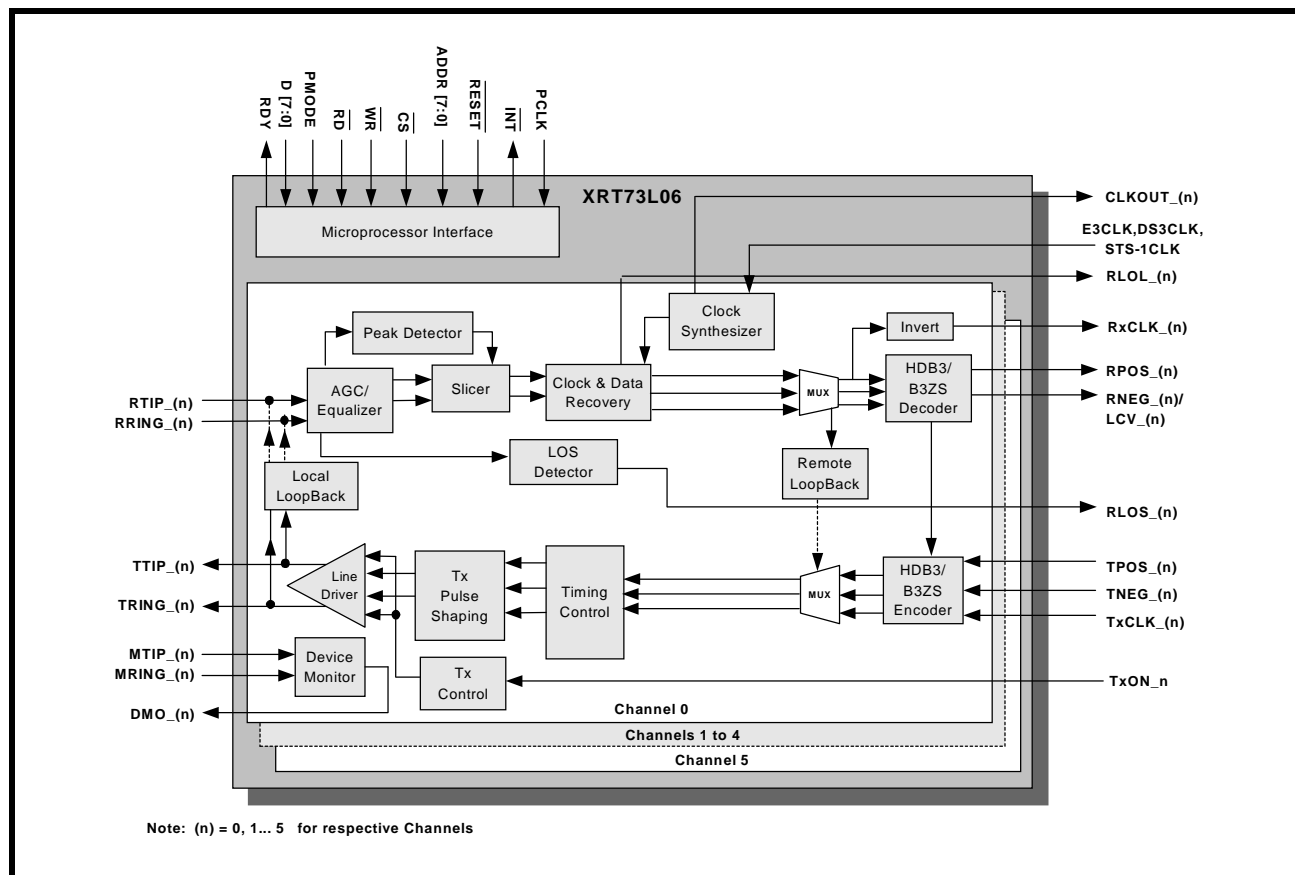 RDY
D [7:0]
PMODE
RD
WR
CS
ADDR [7:0]
RESET
INT
PCLK
XRT73L06
Microprocessor Interface
CLKOUT_(n)
E3CLK,DS3CLK,
STS-1CLK
RLOL_(n)
Peak Detector
Clock
Synthesizer
Invert
RxCLK_(n)
AGC/
Equalizer
Slicer
Clock & Data
Recovery
MUX
HDB3/
B3ZS
Decoder
RPOS_(n)
RNEG_(n)/
LCV_(n)
RTIP_(n)
RRING_(n)
LOS
Detector
Remote
LoopBack
Local
LoopBack
RLOS_(n)
TTIP_(n)
TRING_(n)
Line
Driver
Tx
Pulse
Shaping
Timing
Control
MUX
HDB3/
B3ZS
Encoder
TPOS_(n)
TNEG_(n)
TxCLK_(n)
MTIP_(n)
MRING_(n)
Device
Monitor
Tx
Control
TxON_n
DMO_(n)
Channel 0
Channels 1 to 4
Channel 5
Note: (n) = 0, 1... 5 for respective Channels